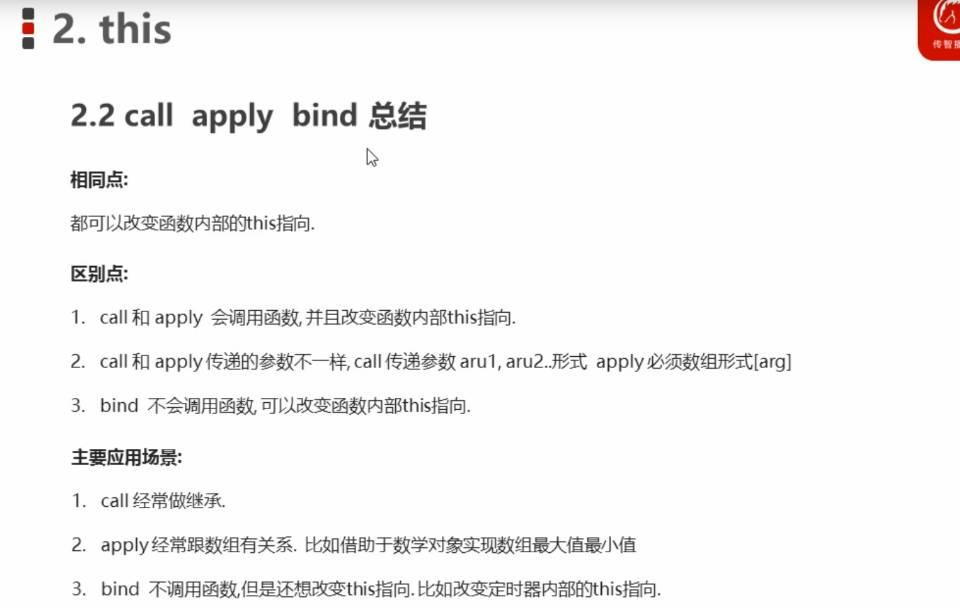 2. this
传智播
2.2 call apply bind 总结
相同点:
都可以改变函数内部的this指向.
区别点:
1. call 和 apply 会调用函数, 并且改变函数内部this指向.
2. call 和 apply 传递的参数不一样, call 传递参数 aru1, aru2..形式 apply 必须数组形式[arg]
3. bind 不会调用函数, 可以改变函数内部this指向.
主要应用场景:
1. call 经常做继承.
2. apply 经常跟数组有关系. 比如借助于数学对象实现数组最大值最小值
3. bind 不调用函数,但是还想改变this指向. 比如改变定时器内部的this指向.